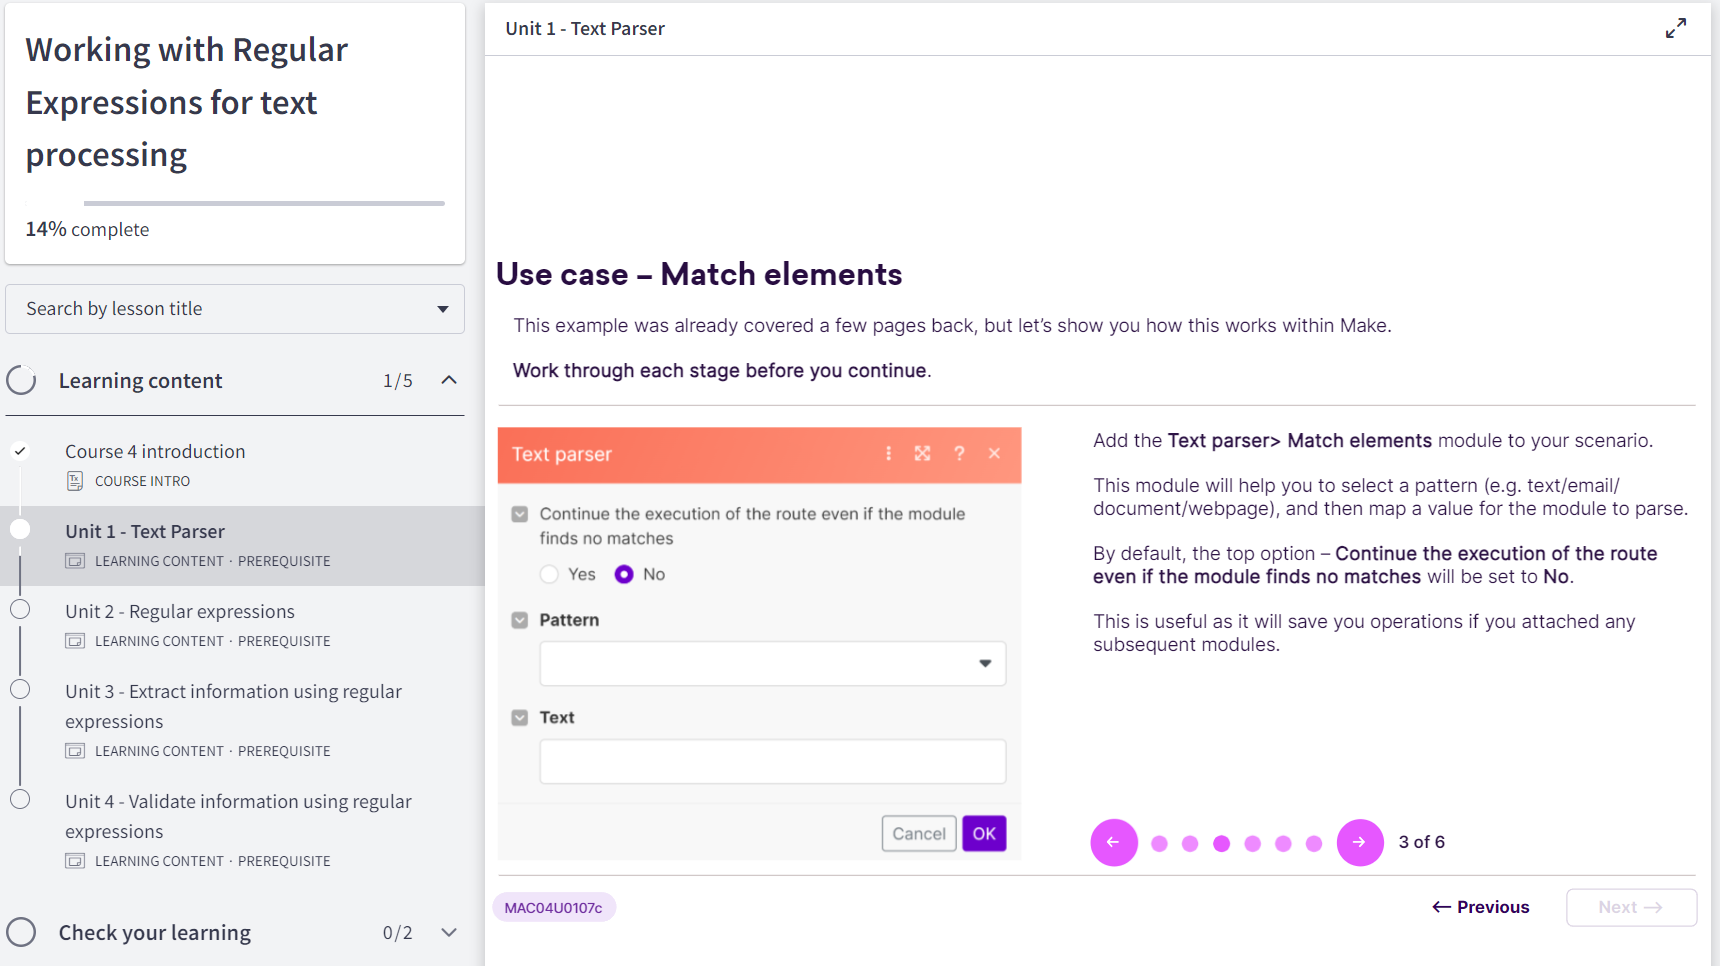 Working with Regular
Expressions for text
processing
14% complete
Search by lesson title
Learning content 1/5
Course 4 introduction
COURSE INTRO
Unit 1 - Text Parser
LEARNING CONTENT · PREREQUISITE
Unit 2 - Regular expressions
LEARNING CONTENT · PREREQUISITE
Unit 3 - Extract information using regular
expressions
LEARNING CONTENT · PREREQUISITE
Unit 4 - Validate information using regular
expressions
LEARNING CONTENT · PREREQUISITE
Check your learning 0/2
Unit 1 - Text Parser
Use case – Match elements
This example was already covered a few pages back, but let’s show you how this works within Make.
Work through each stage before you continue.
Text parser ?
Continue the execution of the route even if the module
finds no matches
Yes No
Pattern
Text
Cancel OK
Add the Text parser> Match elements module to your scenario.
This module will help you to select a pattern (e.g. text/email/
document/webpage), and then map a value for the module to parse.
By default, the top option – Continue the execution of the route
even if the module finds no matches will be set to No.
This is useful as it will save you operations if you attached any
subsequent modules.
← → 3 of 6
MAC04U0107c
← Previous Next →